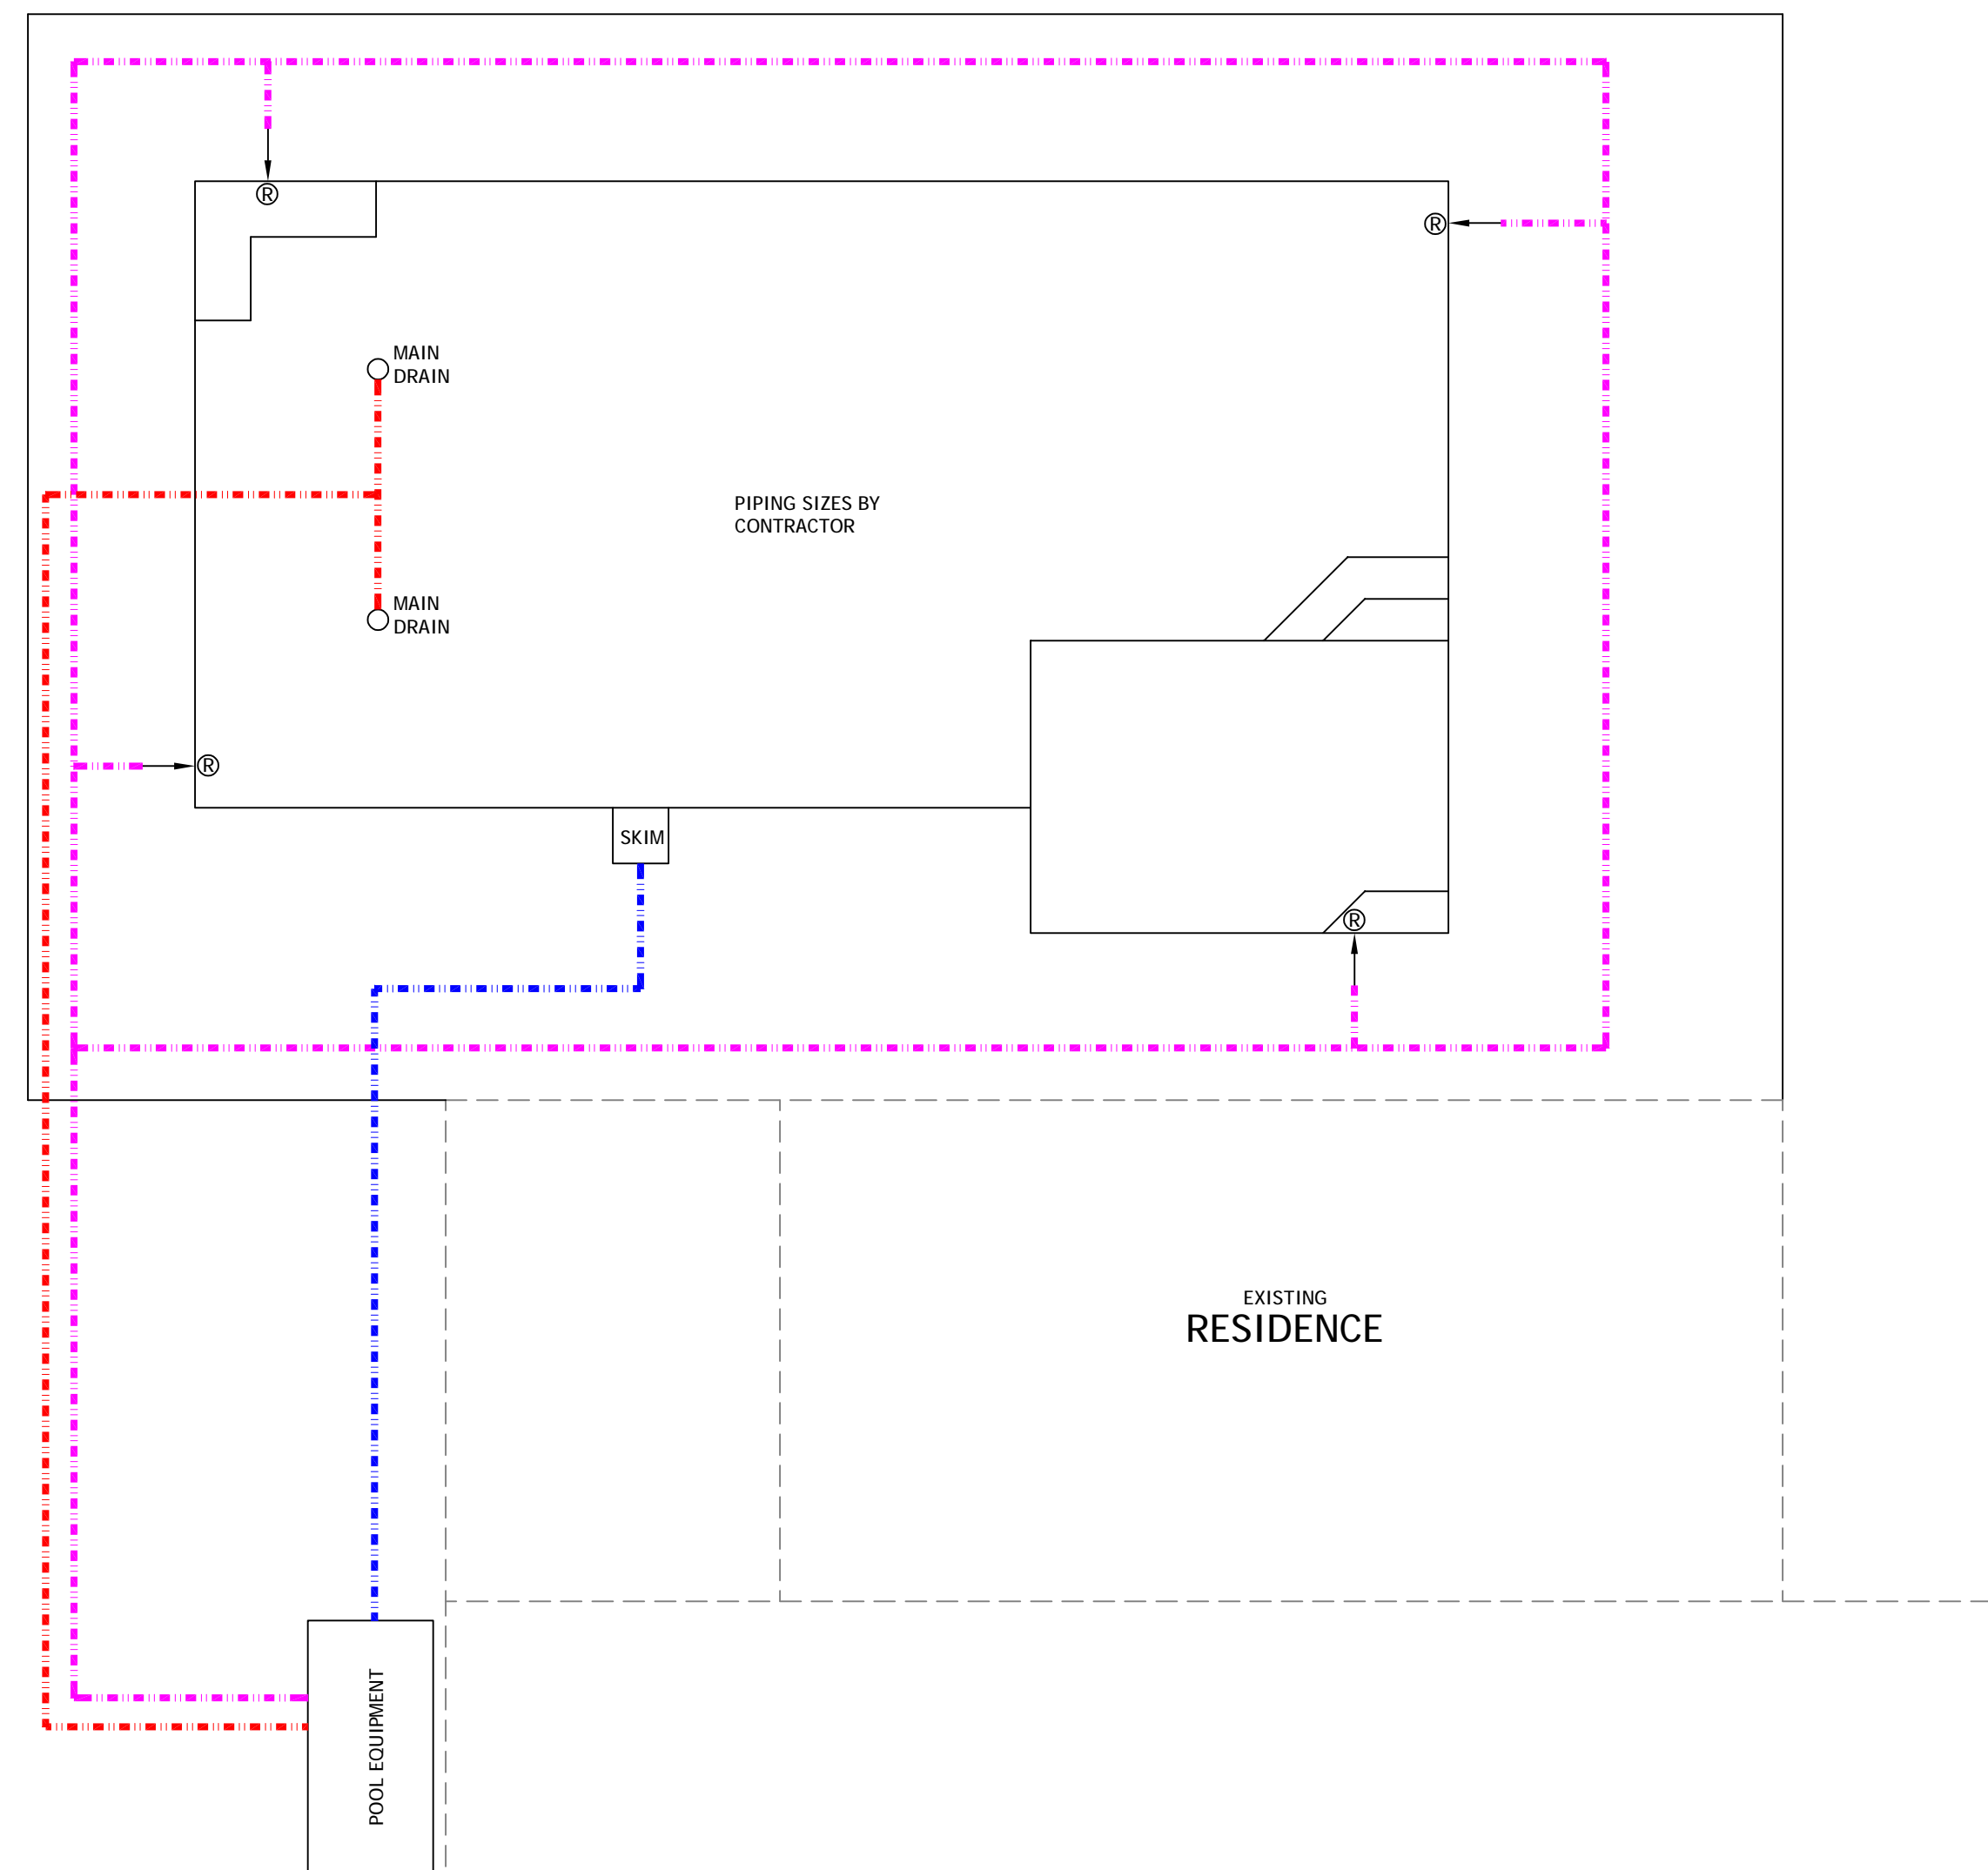 ®
®
MAIN
DRAIN
PIPING SIZES BY
CONTRACTOR
MAIN
DRAIN
®
SKIM
®
EXISTING
RESIDENCE
POOL EQUIPMENT